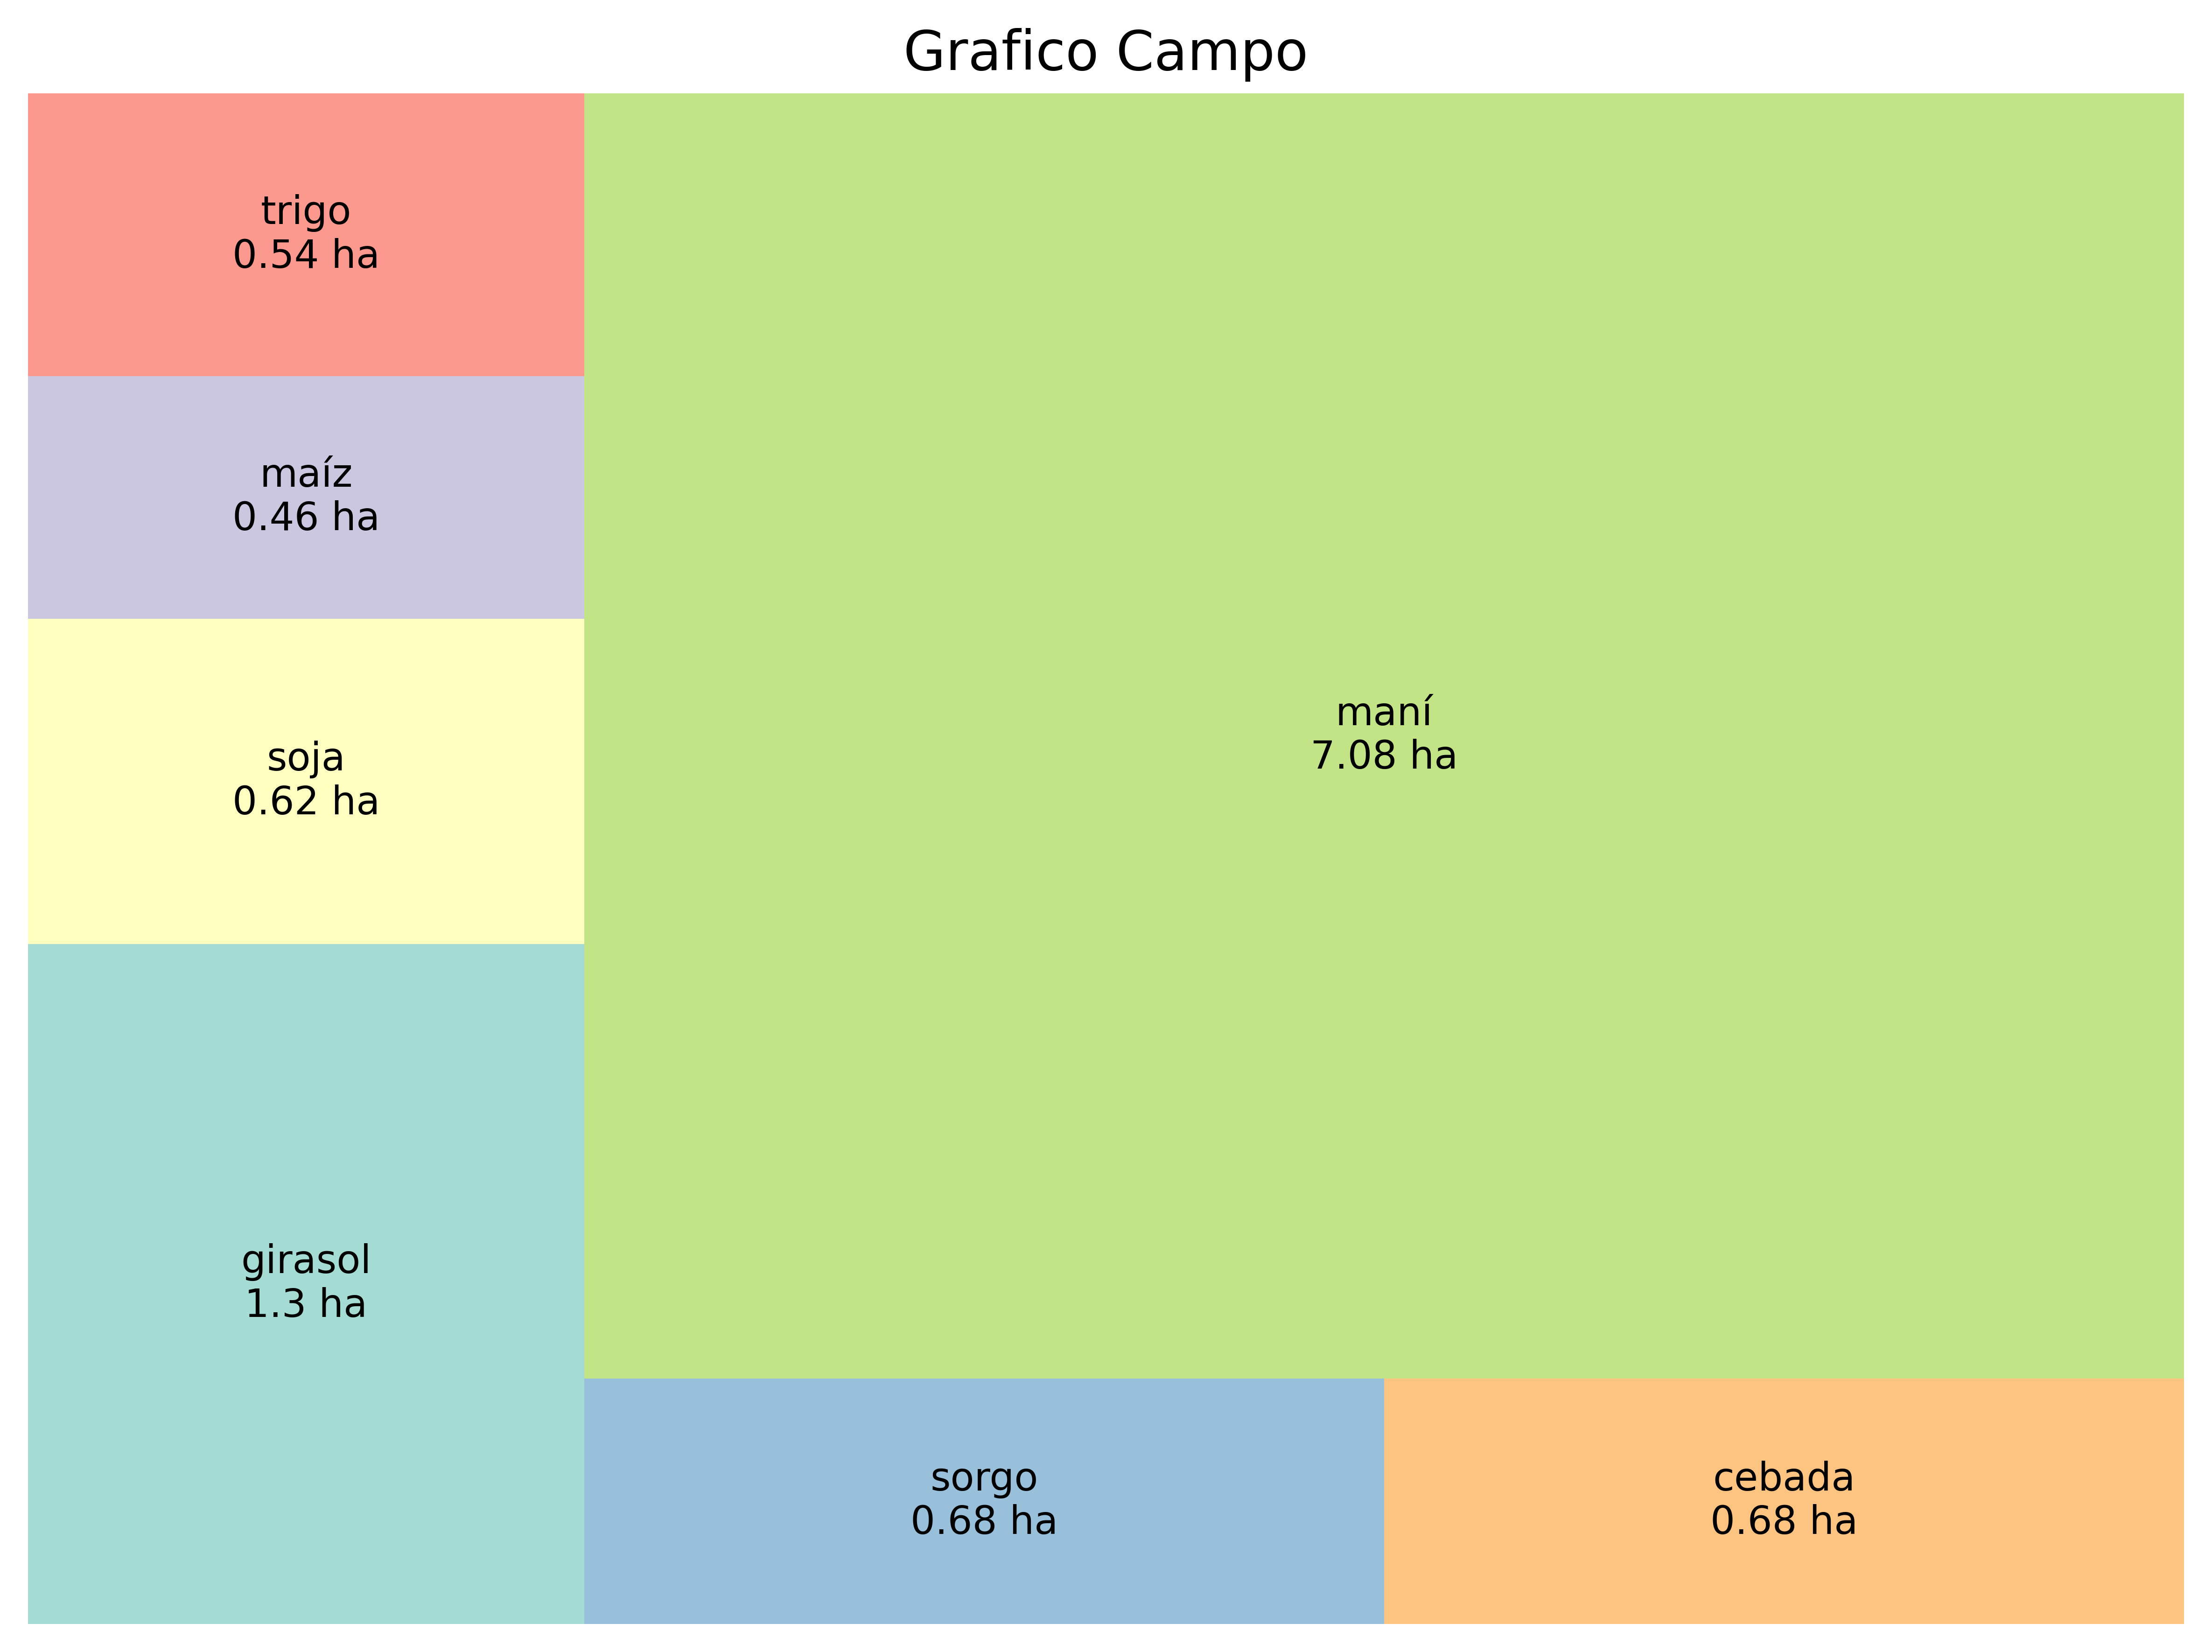 Grafico Campo
trigo
0.54 ha
maíz
0.46 ha
soja
0.62 ha
girasol
1.3 ha
maní
7.08 ha
sorgo
0.68 ha
cebada
0.68 ha